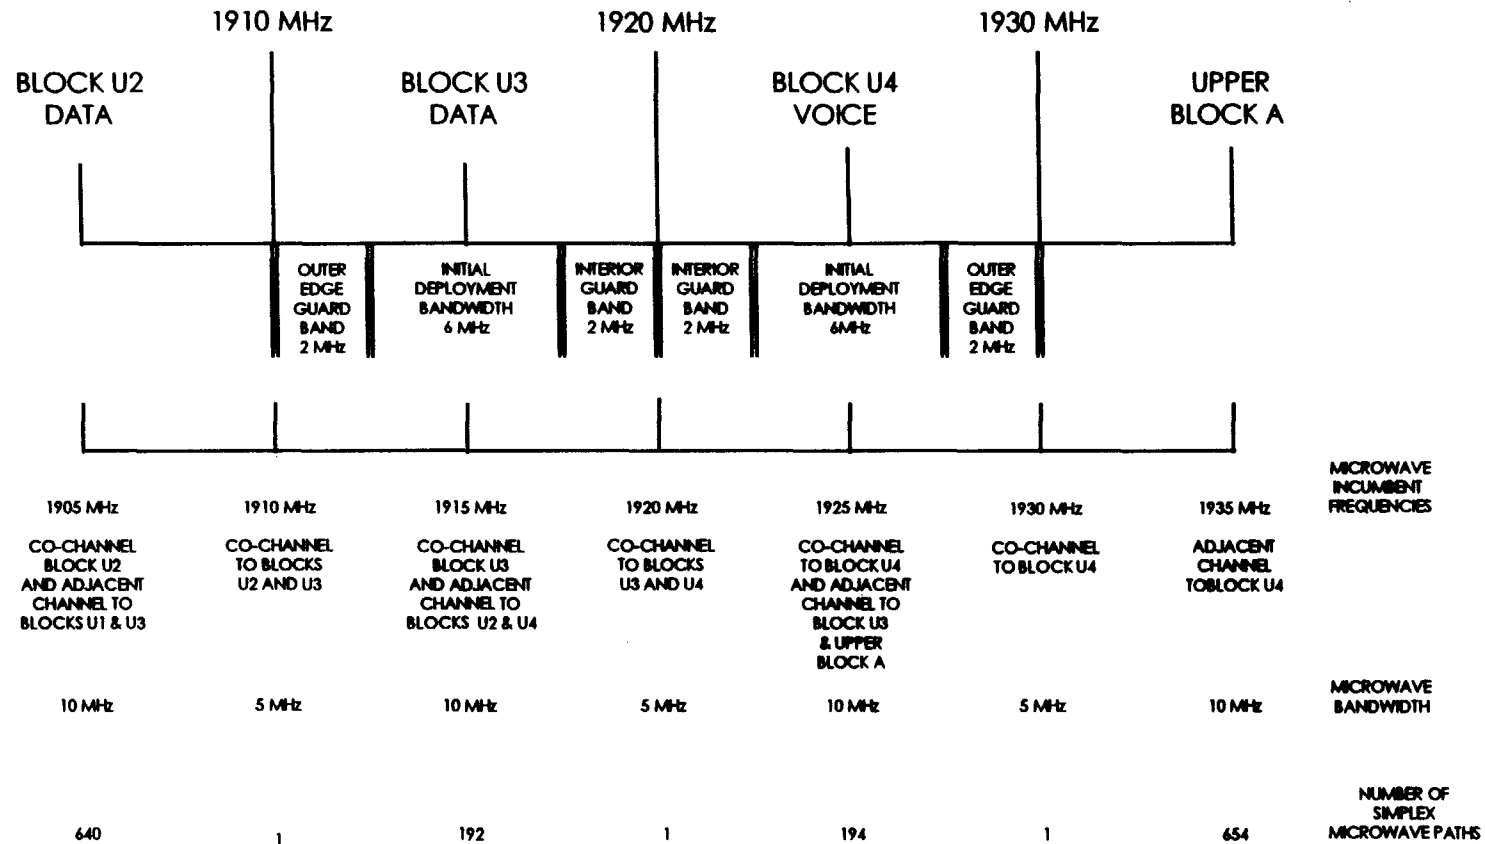 1910 MHz
1920 MHz
1930 MHz
BLOCK U2
DATA
BLOCK U3
DATA
BLOCK U4
VOICE
UPPER
BLOCK A
OUTER
EDGE
GUARD
BAND
2 MHz
INITIAL
DEPLOYMENT
BANDWIDTH
6 MHz
INTERIOR
GUARD
BAND
2 MHz
INTERIOR
GUARD
BAND
2 MHz
INITIAL
DEPLOYMENT
BANDWIDTH
6MHz
OUTER
EDGE
GUARD
BAND
2 MHz
MICROWAVE
INCUMBENT
FREQUENCIES
1905 MHz
1910 MHz
1915 MHz
1920 MHz
1925 MHz
1930 MHz
1935 MHz
CO-CHANNEL
BLOCK U2
AND ADJACENT
CHANNEL TO
BLOCKS U1 & U3
CO-CHANNEL
TO BLOCKS
U2 AND U3
CO-CHANNEL
BLOCK U3
AND ADJACENT
CHANNEL TO
BLOCKS U2 & U4
CO-CHANNEL
TO BLOCKS
U3 AND U4
CO-CHANNEL
TO BLOCK U4
AND ADJACENT
CHANNEL TO
BLOCK U3
& UPPER
BLOCK A
CO-CHANNEL
TO BLOCK U4
ADJACENT
CHANNEL
TOBLOCK U4
MICROWAVE
BANDWIDTH
10 MHz
5 MHz
10 MHz
5 MHz
10 MHz
5 MHz
10 MHz
NUMBER OF
SIMPLEX
MICROWAVE PATHS
640
1
192
1
194
1
654